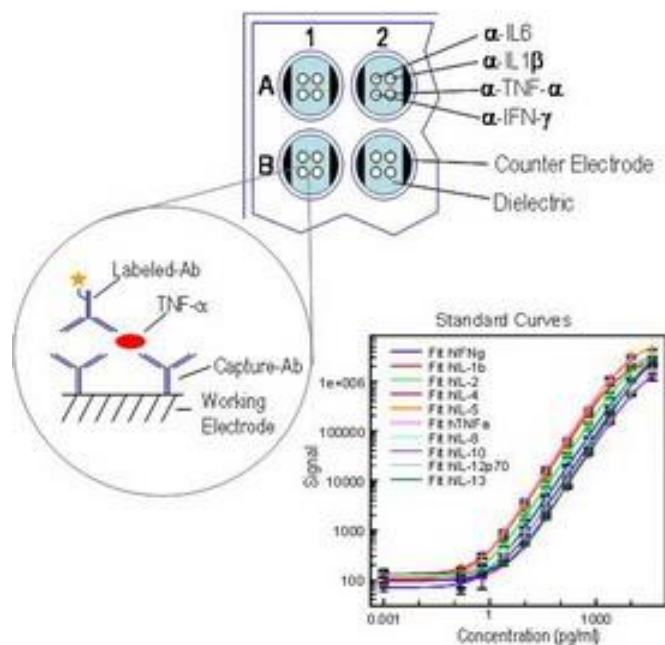 1 2
α-IL6
α-IL1β
A
α-TNF-α
α-IFN-γ
B
Counter Electrode
Dielectric
Labeled-Ab
TNF-α
Capture-Ab
Working
Electrode
Standard Curves
Fit hIFNg
Fit hIL-1b
Fit hIL-2
Fit hIL-4
Fit hIL-5
Fit hTNFa
Fit hIL-8
Fit hIL-10
Fit hIL-12p70
Fit hIL-13
Signal
1e+006
100000
10000
1000
100
0.001 1 1000
Concentration (pg/ml)